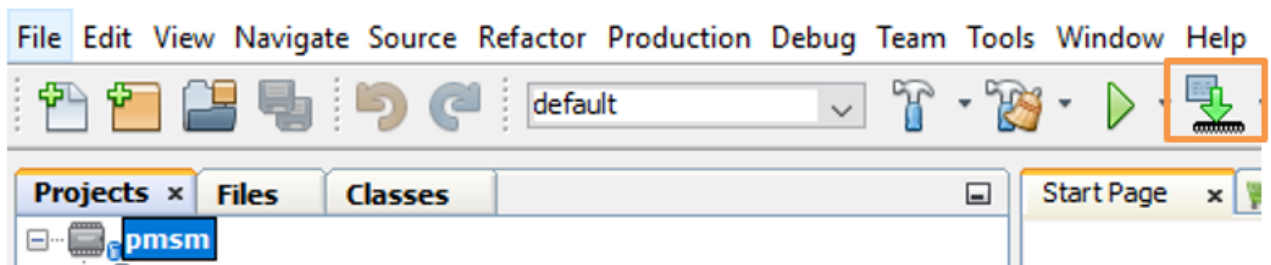 File Edit View Navigate Source Refactor Production Debug Team Tools Window Help
default
Projects x Files Classes Start Page x
pmsm